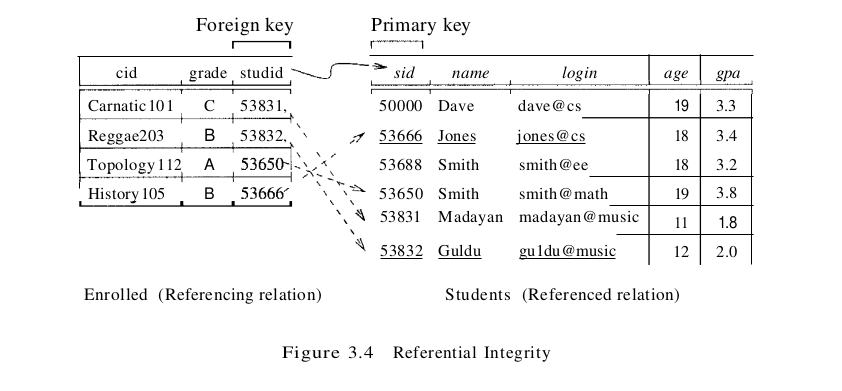 Foreign key Primary key
cid grade studid sid name login age gpa
Carnatic101 C 53831 50000 Dave dave@cs 19 3.3
Reggae203 B 53832 53666 Jones jones@cs 18 3.4
Topology112 A 53650 53688 Smith smith@ee 18 3.2
History105 B 53666 53650 Smith smith@math 19 3.8
53831 Madayan madayan@music 11 1.8
53832 Guldu gu1du@music 12 2.0
Enrolled (Referencing relation) Students (Referenced relation)
Figure 3.4 Referential Integrity